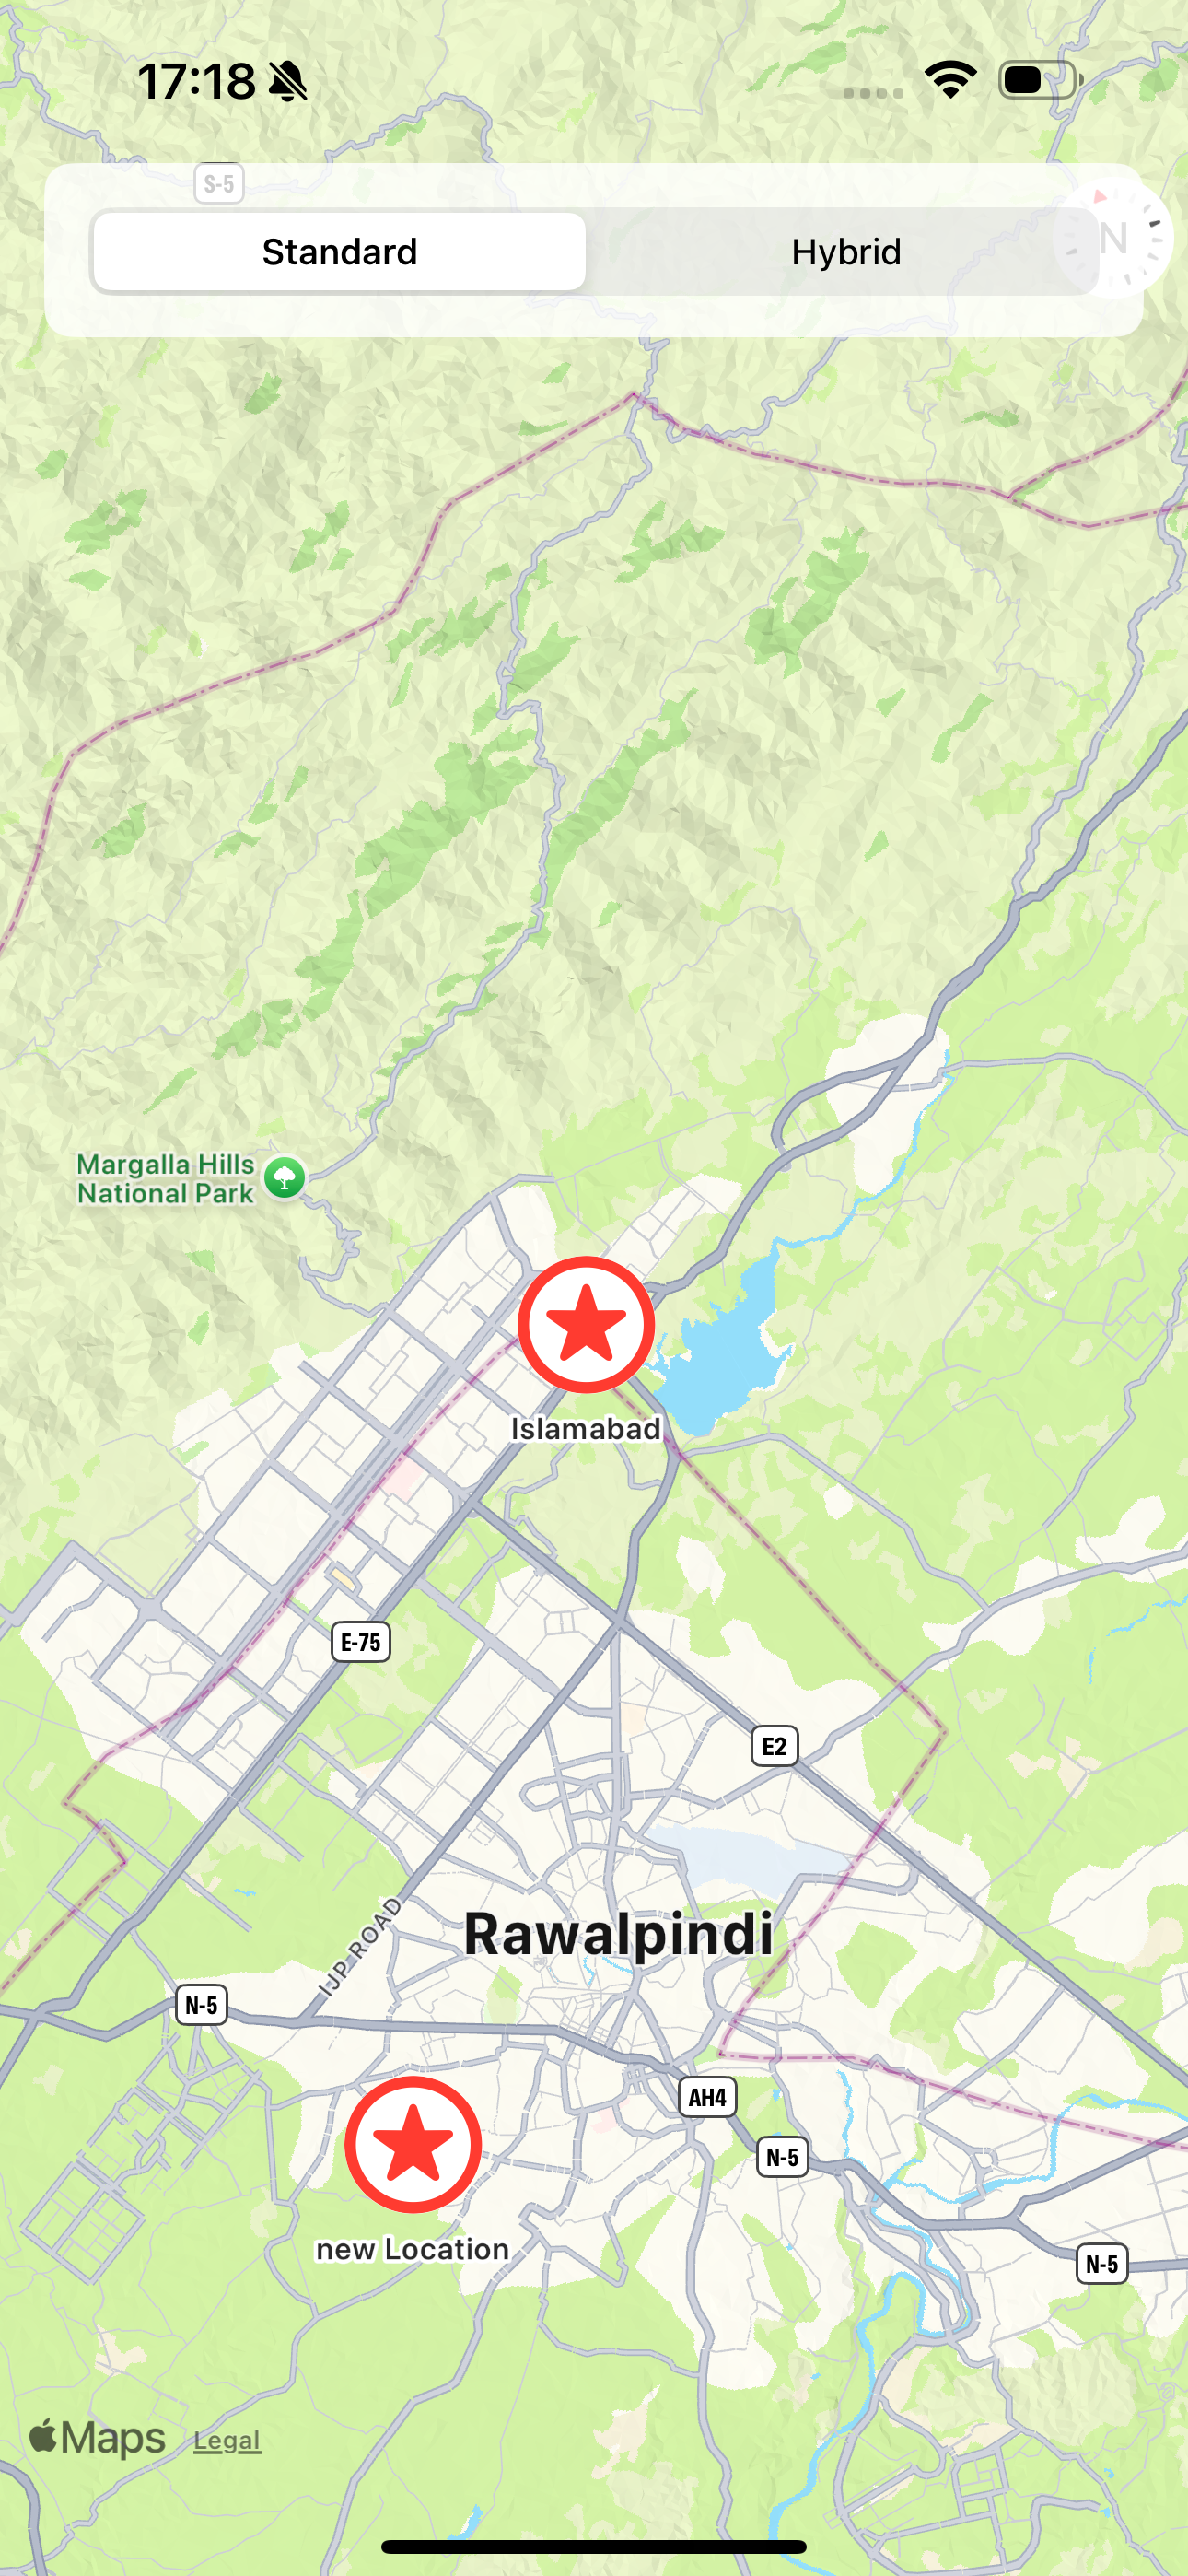 17:18
S-5
N
Standard
Hybrid
Margalla Hills
National Park
Islamabad
E-75
E2
IJP ROAD
Rawalpindi
N-5
AH4
N-5
new Location
N-5
Maps
Legal